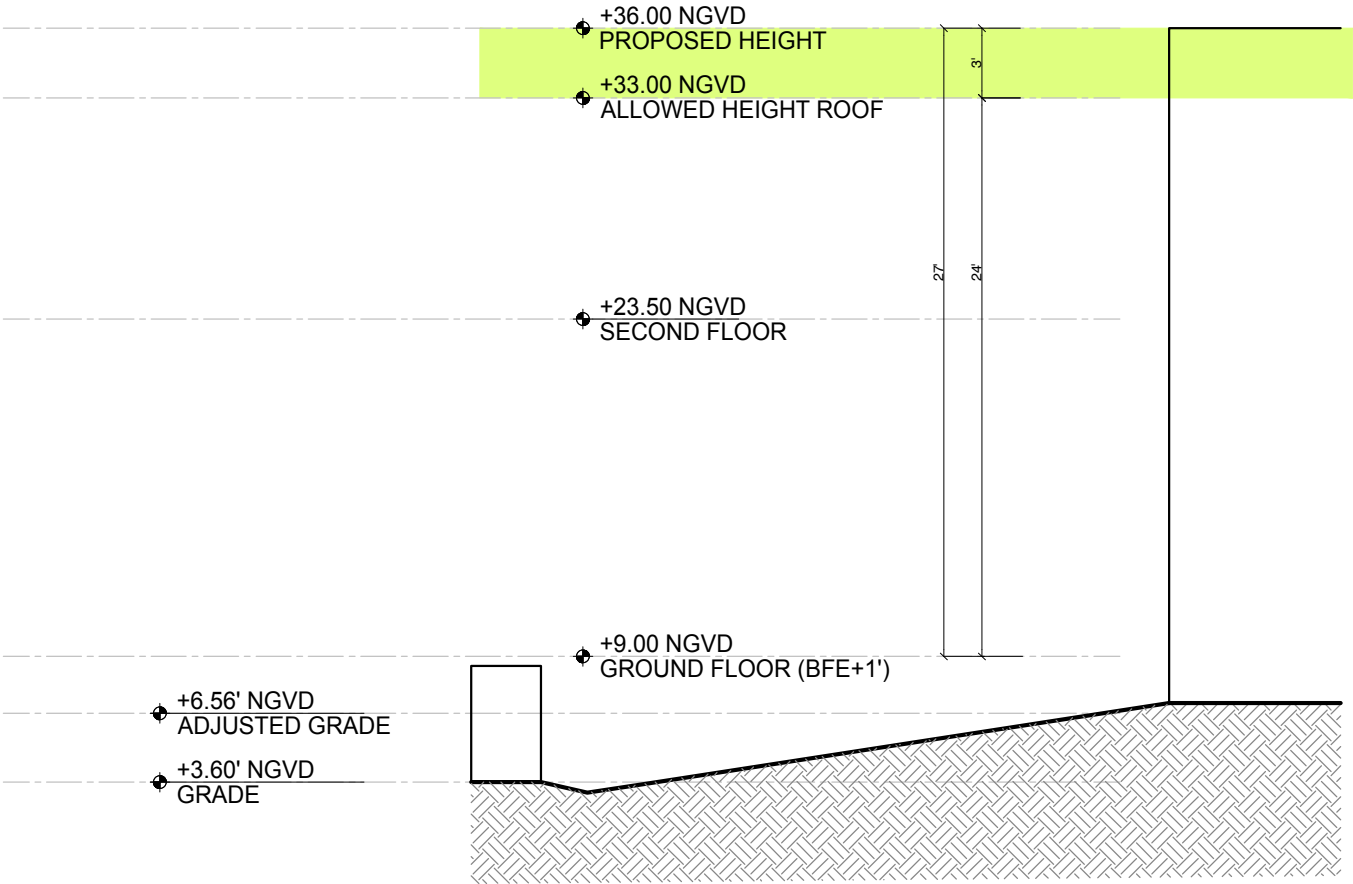 +36.00 NGVD
PROPOSED HEIGHT
3'
+33.00 NGVD
ALLOWED HEIGHT ROOF
27'
24'
+23.50 NGVD
SECOND FLOOR
+9.00 NGVD
GROUND FLOOR (BFE+1')
+6.56' NGVD
ADJUSTED GRADE
+3.60' NGVD
GRADE